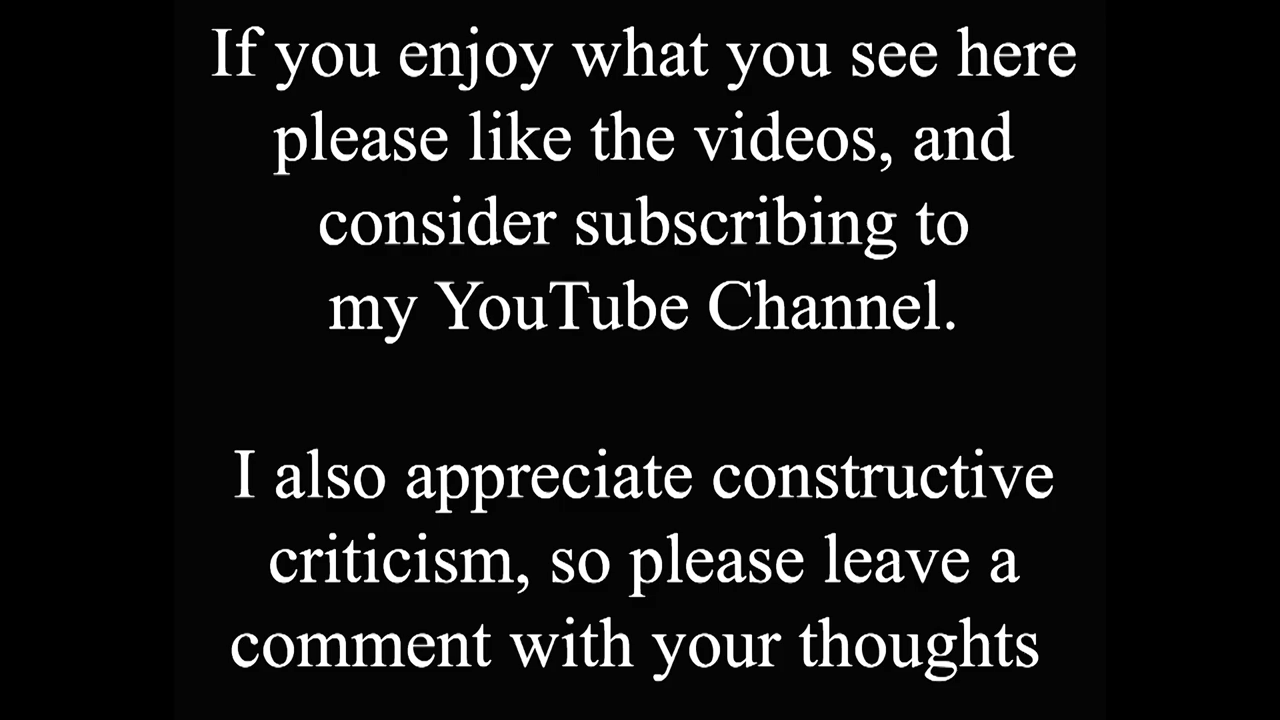 If you enjoy what you see here
please like the videos, and
consider subscribing to
my YouTube Channel.
I also appreciate constructive
criticism, so please leave a
comment with your thoughts